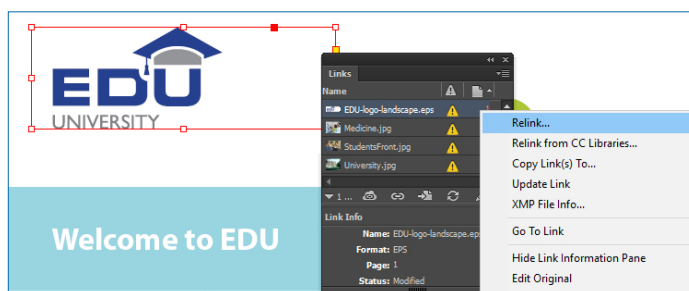 EDU
UNIVERSITY
Welcome to EDU
Links
Name
EDU-logo-landscape.eps
1
Medicine.jpg
StudentsFront.jpg
University.jpg
1...
Link Info
Name: EDU-logo-landscape.eps
Format: EPS
Page: 1
Status: Modified
Relink...
Relink from CC Libraries...
Copy Link(s) To...
Update Link
XMP File Info...
Go To Link
Hide Link Information Pane
Edit Original